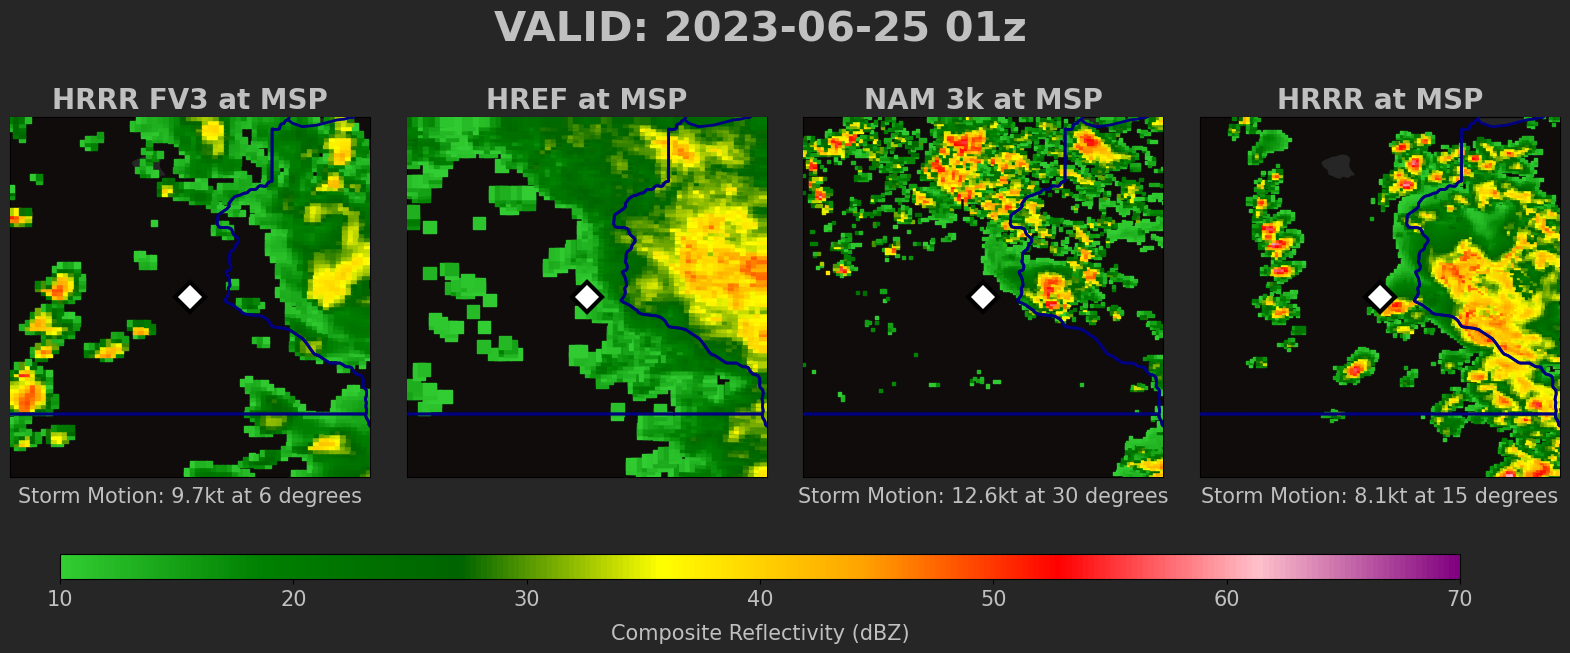 VALID: 2023-06-25 01z
HRRR FV3 at MSP
HREF at MSP
NAM 3k at MSP
HRRR at MSP
Storm Motion: 9.7kt at 6 degrees
Storm Motion: 12.6kt at 30 degrees
Storm Motion: 8.1kt at 15 degrees
10 20 30 40 50 60 70
Composite Reflectivity (dBZ)